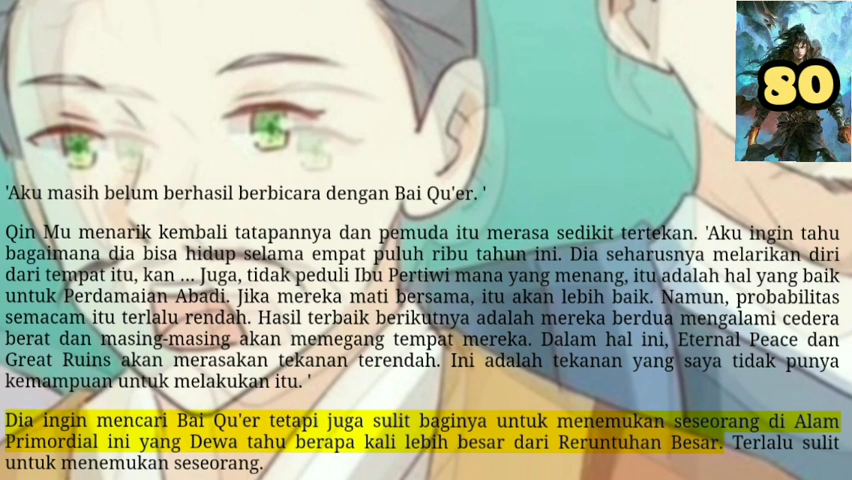 80
'Aku masih belum berhasil berbicara dengan Bai Qu'er. '
Qin Mu menarik kembali tatapannya dan pemuda itu merasa sedikit tertekan. 'Aku ingin tahu
bagaimana dia bisa hidup selama empat puluh ribu tahun ini. Dia seharusnya melarikan diri
dari tempat itu, kan ... Juga, tidak peduli Ibu Pertiwi mana yang menang, itu adalah hal yang baik
untuk Perdamaian Abadi. Jika mereka mati bersama, itu akan lebih baik. Namun, probabilitas
semacam itu terlalu rendah. Hasil terbaik berikutnya adalah mereka berdua mengalami cedera
berat dan masing-masing akan memegang tempat mereka. Dalam hal ini, Eternal Peace dan
Great Ruins akan merasakan tekanan terendah. Ini adalah tekanan yang saya tidak punya
kemampuan untuk melakukan itu. '
Dia ingin mencari Bai Qu'er tetapi juga sulit baginya untuk menemukan seseorang di Alam
Primordial ini yang Dewa tahu berapa kali lebih besar dari Reruntuhan Besar. Terlalu sulit
untuk menemukan seseorang.